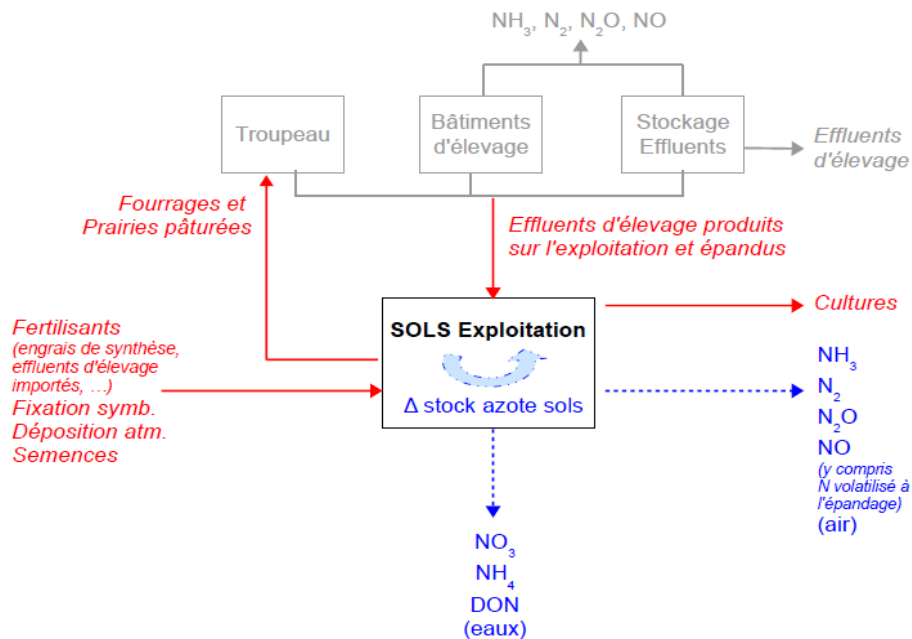 NH₃, N₂, N₂O, NO
Troupeau
Bâtiments
d'élevage
Stockage
Effluents
Effluents
d'élevage
Fourrages et
Prairies pâturées
Effluents d'élevage produits
sur l'exploitation et épandus
SOLS Exploitation
Δ stock azote sols
Cultures
Fertilisants
(engrais de synthèse,
effluents d'élevage
importés, ...)
Fixation symb.
Déposition atm.
Semences
NH₃
N₂
N₂O
NO
(y compris
N volatilisé à
l'épandage)
(air)
NO₃
NH₄
DON
(eaux)